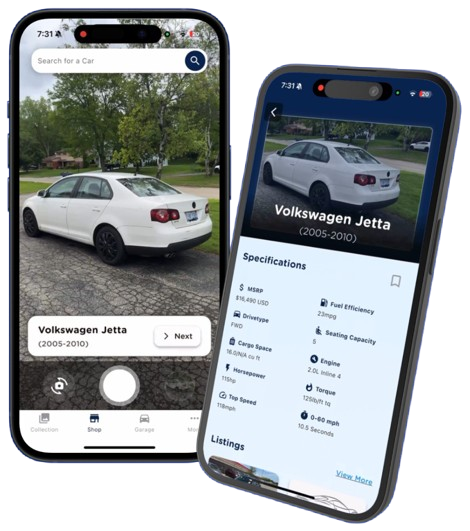 7:31
Search for a Car
Volkswagen Jetta
(2005-2010)
Next
Collection
Shop
Garage
7:31
20
Volkswagen Jetta
(2005-2010)
Specifications
MSRP
$16,490 USD
Fuel Efficiency
23mpg
Drivetype
FWD
Seating Capacity
5
Cargo Space
16.0/N/A cu ft
Engine
2.0L Inline 4
Horsepower
115hp
Torque
125lb/ft tq
Top Speed
118mph
0-60 mph
10.5 Seconds
Listings
View More